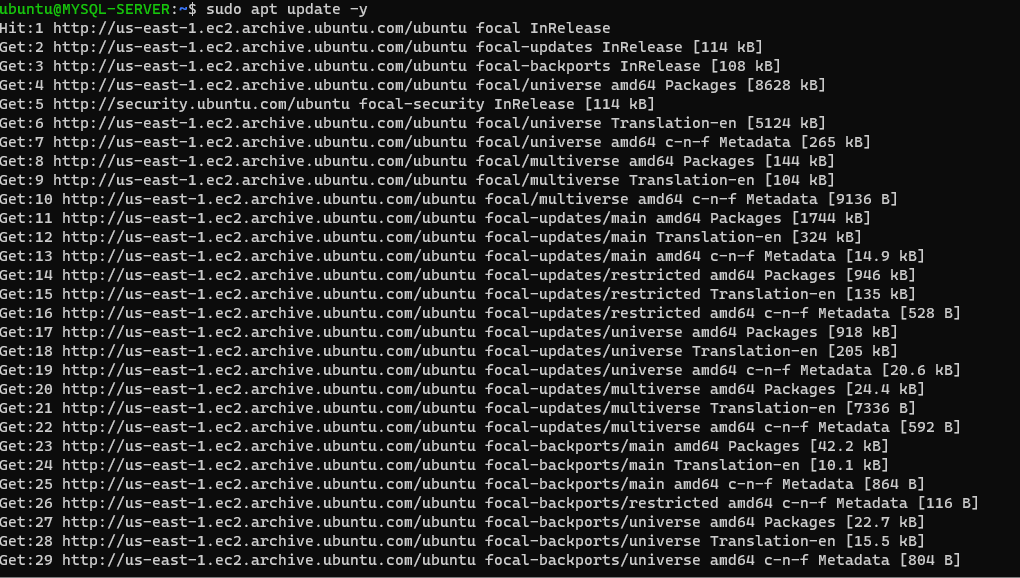 ubuntu@MYSQL-SERVER:~$ sudo apt update -y
Hit:1 http://us-east-1.ec2.archive.ubuntu.com/ubuntu focal InRelease
Get:2 http://us-east-1.ec2.archive.ubuntu.com/ubuntu focal-updates InRelease [114 kB]
Get:3 http://us-east-1.ec2.archive.ubuntu.com/ubuntu focal-backports InRelease [108 kB]
Get:4 http://us-east-1.ec2.archive.ubuntu.com/ubuntu focal/universe amd64 Packages [8628 kB]
Get:5 http://security.ubuntu.com/ubuntu focal-security InRelease [114 kB]
Get:6 http://us-east-1.ec2.archive.ubuntu.com/ubuntu focal/universe Translation-en [5124 kB]
Get:7 http://us-east-1.ec2.archive.ubuntu.com/ubuntu focal/universe amd64 c-n-f Metadata [265 kB]
Get:8 http://us-east-1.ec2.archive.ubuntu.com/ubuntu focal/multiverse amd64 Packages [144 kB]
Get:9 http://us-east-1.ec2.archive.ubuntu.com/ubuntu focal/multiverse Translation-en [104 kB]
Get:10 http://us-east-1.ec2.archive.ubuntu.com/ubuntu focal/multiverse amd64 c-n-f Metadata [9136 B]
Get:11 http://us-east-1.ec2.archive.ubuntu.com/ubuntu focal-updates/main amd64 Packages [1744 kB]
Get:12 http://us-east-1.ec2.archive.ubuntu.com/ubuntu focal-updates/main Translation-en [324 kB]
Get:13 http://us-east-1.ec2.archive.ubuntu.com/ubuntu focal-updates/main amd64 c-n-f Metadata [14.9 kB]
Get:14 http://us-east-1.ec2.archive.ubuntu.com/ubuntu focal-updates/restricted amd64 Packages [946 kB]
Get:15 http://us-east-1.ec2.archive.ubuntu.com/ubuntu focal-updates/restricted Translation-en [135 kB]
Get:16 http://us-east-1.ec2.archive.ubuntu.com/ubuntu focal-updates/restricted amd64 c-n-f Metadata [528 B]
Get:17 http://us-east-1.ec2.archive.ubuntu.com/ubuntu focal-updates/universe amd64 Packages [918 kB]
Get:18 http://us-east-1.ec2.archive.ubuntu.com/ubuntu focal-updates/universe Translation-en [205 kB]
Get:19 http://us-east-1.ec2.archive.ubuntu.com/ubuntu focal-updates/universe amd64 c-n-f Metadata [20.6 kB]
Get:20 http://us-east-1.ec2.archive.ubuntu.com/ubuntu focal-updates/multiverse amd64 Packages [24.4 kB]
Get:21 http://us-east-1.ec2.archive.ubuntu.com/ubuntu focal-updates/multiverse Translation-en [7336 B]
Get:22 http://us-east-1.ec2.archive.ubuntu.com/ubuntu focal-updates/multiverse amd64 c-n-f Metadata [592 B]
Get:23 http://us-east-1.ec2.archive.ubuntu.com/ubuntu focal-backports/main amd64 Packages [42.2 kB]
Get:24 http://us-east-1.ec2.archive.ubuntu.com/ubuntu focal-backports/main Translation-en [10.1 kB]
Get:25 http://us-east-1.ec2.archive.ubuntu.com/ubuntu focal-backports/main amd64 c-n-f Metadata [864 B]
Get:26 http://us-east-1.ec2.archive.ubuntu.com/ubuntu focal-backports/restricted amd64 c-n-f Metadata [116 B]
Get:27 http://us-east-1.ec2.archive.ubuntu.com/ubuntu focal-backports/universe amd64 Packages [22.7 kB]
Get:28 http://us-east-1.ec2.archive.ubuntu.com/ubuntu focal-backports/universe Translation-en [15.5 kB]
Get:29 http://us-east-1.ec2.archive.ubuntu.com/ubuntu focal-backports/universe amd64 c-n-f Metadata [804 B]